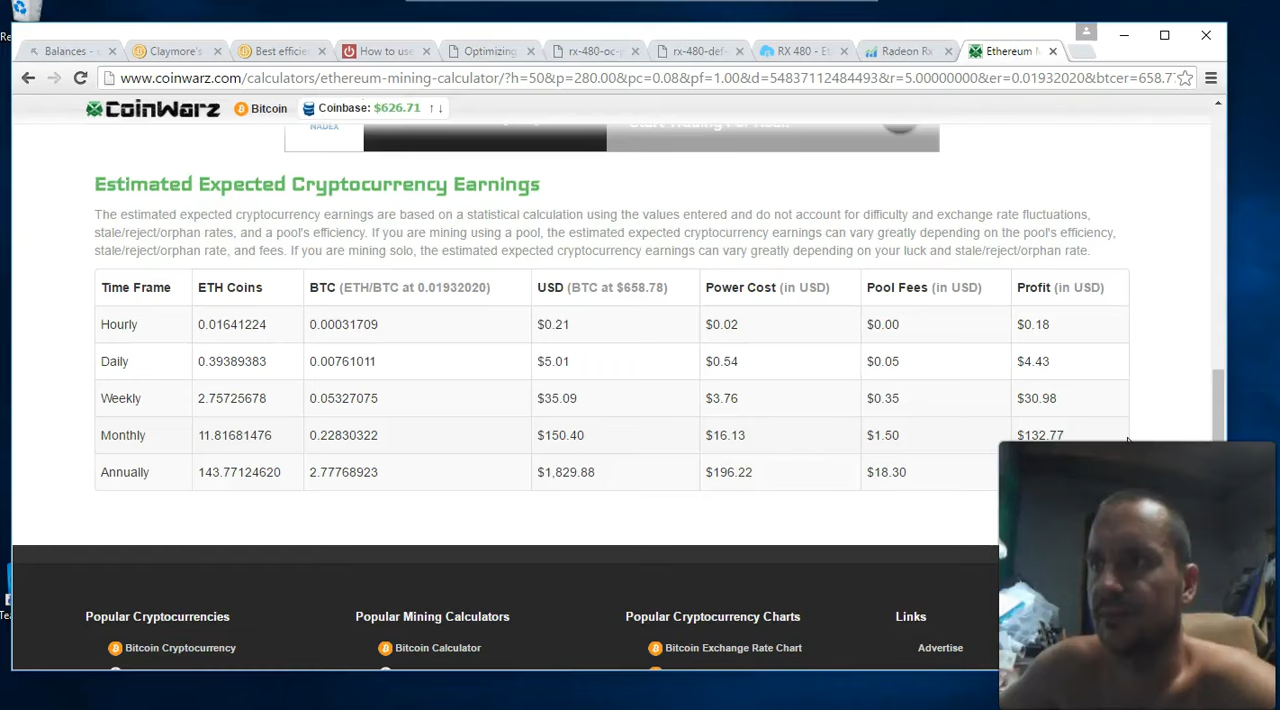 Re
Balances -
Claymore's
Best efficie
How to use
Optimizing
rx-480-oc-
rx-480-def-
RX 480 - E
Radeon Rx
Ethereum M
www.coinwarz.com/calculators/ethereum-mining-calculator/?h=50&p=280.00&pc=0.08&pf=1.00&d=54837112484493&r=5.00000000&er=0.01932020&btcer=658.7
CoinWarz
Bitcoin
Coinbase: $626.71 ↑ ↓
NADEX
Estimated Expected Cryptocurrency Earnings
The estimated expected cryptocurrency earnings are based on a statistical calculation using the values entered and do not account for difficulty and exchange rate fluctuations,
stale/reject/orphan rates, and a pool's efficiency. If you are mining using a pool, the estimated expected cryptocurrency earnings can vary greatly depending on the pool's efficiency,
stale/reject/orphan rate, and fees. If you are mining solo, the estimated expected cryptocurrency earnings can vary greatly depending on your luck and stale/reject/orphan rate.
Time Frame ETH Coins BTC (ETH/BTC at 0.01932020) USD (BTC at $658.78) Power Cost (in USD) Pool Fees (in USD) Profit (in USD)
Hourly 0.01641224 0.00031709 $0.21 $0.02 $0.00 $0.18
Daily 0.39389383 0.00761011 $5.01 $0.54 $0.05 $4.43
Weekly 2.75725678 0.05327075 $35.09 $3.76 $0.35 $30.98
Monthly 11.81681476 0.22830322 $150.40 $16.13 $1.50 $132.77
Annually 143.77124620 2.77768923 $1,829.88 $196.22 $18.30
Popular Cryptocurrencies Popular Mining Calculators Popular Cryptocurrency Charts Links
Bitcoin Cryptocurrency Bitcoin Calculator Bitcoin Exchange Rate Chart Advertise